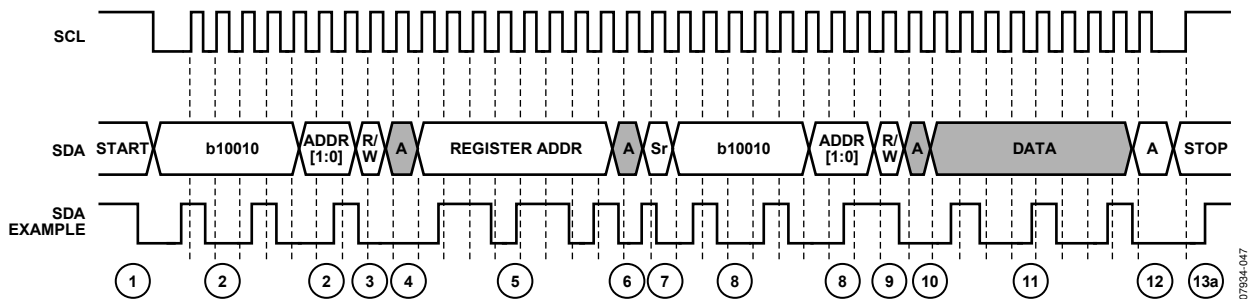 SCL
SDA START b10010 ADDR [1:0] R/W A REGISTER ADDR A Sr b10010 ADDR [1:0] R/W A DATA A STOP
SDA EXAMPLE
1 2 2 3 4 5 6 7 8 8 9 10 11 12 13a
07934-047